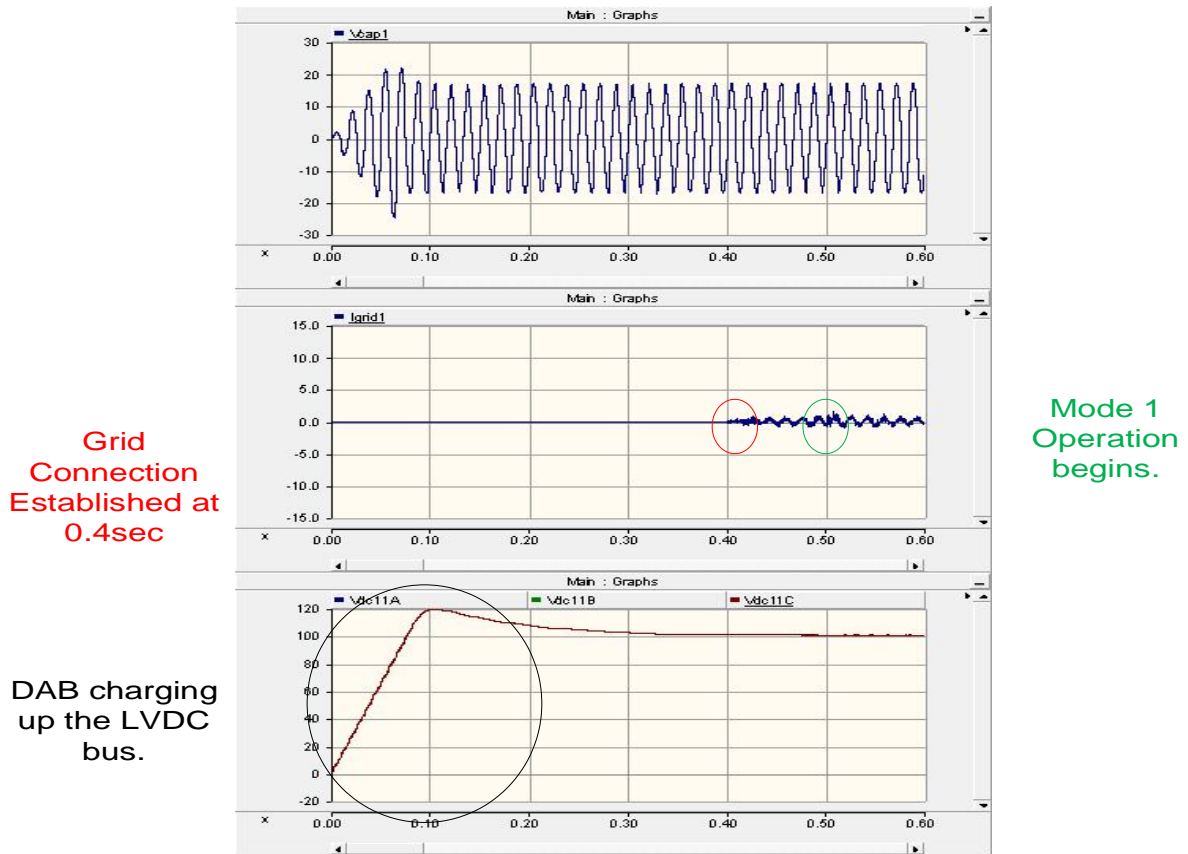 Main : Graphs
Vcap1
30
20
10
0
-10
-20
-30
x
0.00 0.10 0.20 0.30 0.40 0.50 0.60
Main : Graphs
Igrid1
15.0
10.0
5.0
0.0
-5.0
-10.0
-15.0
x
0.00 0.10 0.20 0.30 0.40 0.50 0.60
Grid
Connection
Established at
0.4sec
Mode 1
Operation
begins.
Main : Graphs
Vdc11A Vdc11B Vdc11C
120
100
80
60
40
20
0
-20
x
0.00 0.10 0.20 0.30 0.40 0.50 0.60
DAB charging
up the LVDC
bus.